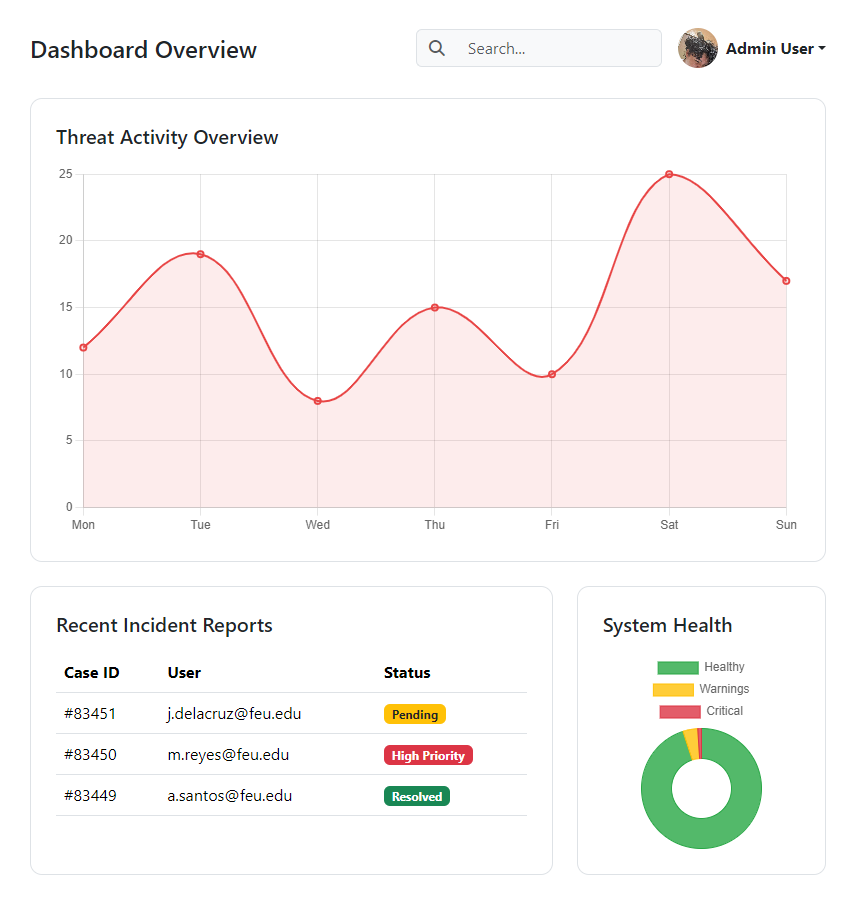 Dashboard Overview
Search...
Admin User
Threat Activity Overview
25
20
15
10
5
0
Mon Tue Wed Thu Fri Sat Sun
Recent Incident Reports
Case ID User Status
#83451 j.delacruz@feu.edu Pending
#83450 m.reyes@feu.edu High Priority
#83449 a.santos@feu.edu Resolved
System Health
Healthy
Warnings
Critical